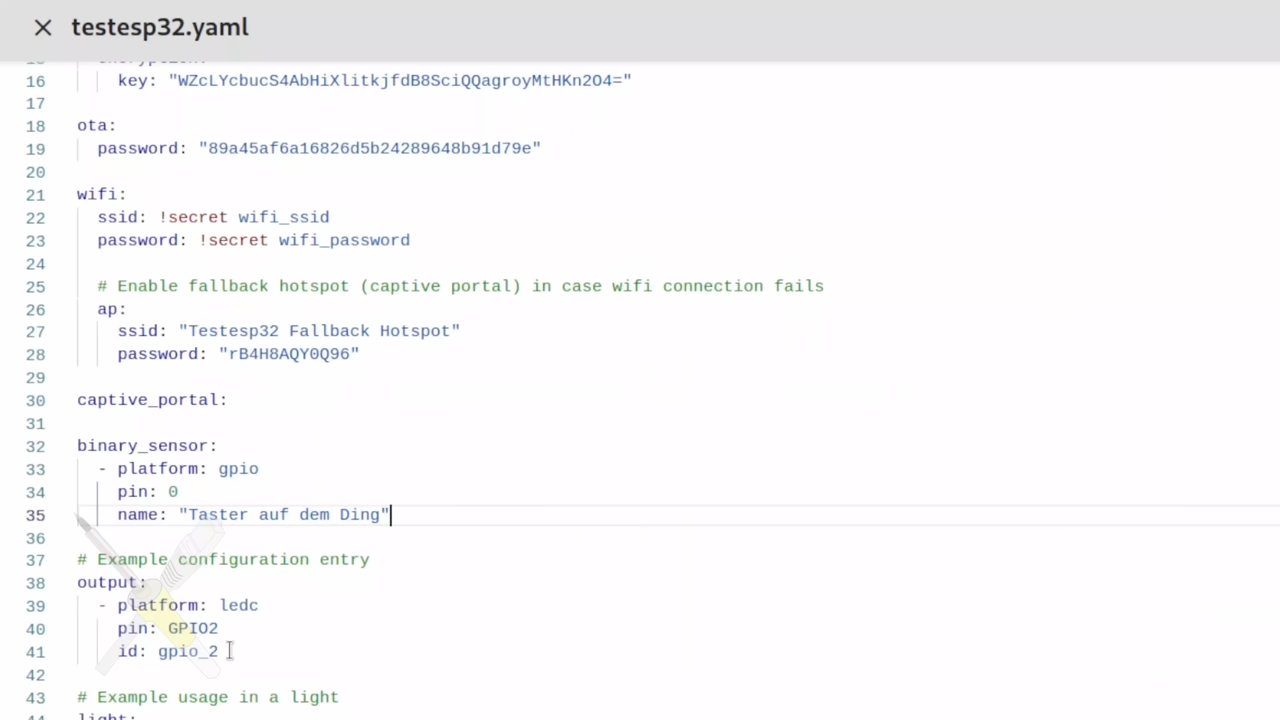 testesp32.yaml
15 encryption:
16 key: "WZcLYcbucS4AbHiXlitkjfdB8SciQQagroyMtHKn2O4="
17
18 ota:
19 password: "89a45af6a16826d5b24289648b91d79e"
20
21 wifi:
22 ssid: !secret wifi_ssid
23 password: !secret wifi_password
24
25 # Enable fallback hotspot (captive portal) in case wifi connection fails
26 ap:
27 ssid: "Testesp32 Fallback Hotspot"
28 password: "rB4H8AQY0Q96"
29
30 captive_portal:
31
32 binary_sensor:
33 - platform: gpio
34 pin: 0
35 name: "Taster auf dem Ding"
36
37 # Example configuration entry
38 output:
39 - platform: ledc
40 pin: GPIO2
41 id: gpio_2
42
43 # Example usage in a light
44 light: